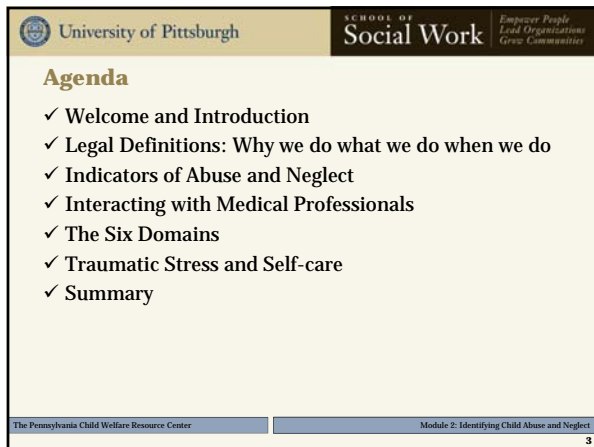 University of Pittsburgh
SCHOOL OF
Social Work
Empower People
Lead Organizations
Grow Communities
Agenda
✓ Welcome and Introduction
✓ Legal Definitions: Why we do what we do when we do
✓ Indicators of Abuse and Neglect
✓ Interacting with Medical Professionals
✓ The Six Domains
✓ Traumatic Stress and Self-care
✓ Summary
The Pennsylvania Child Welfare Resource Center
Module 2: Identifying Child Abuse and Neglect
3